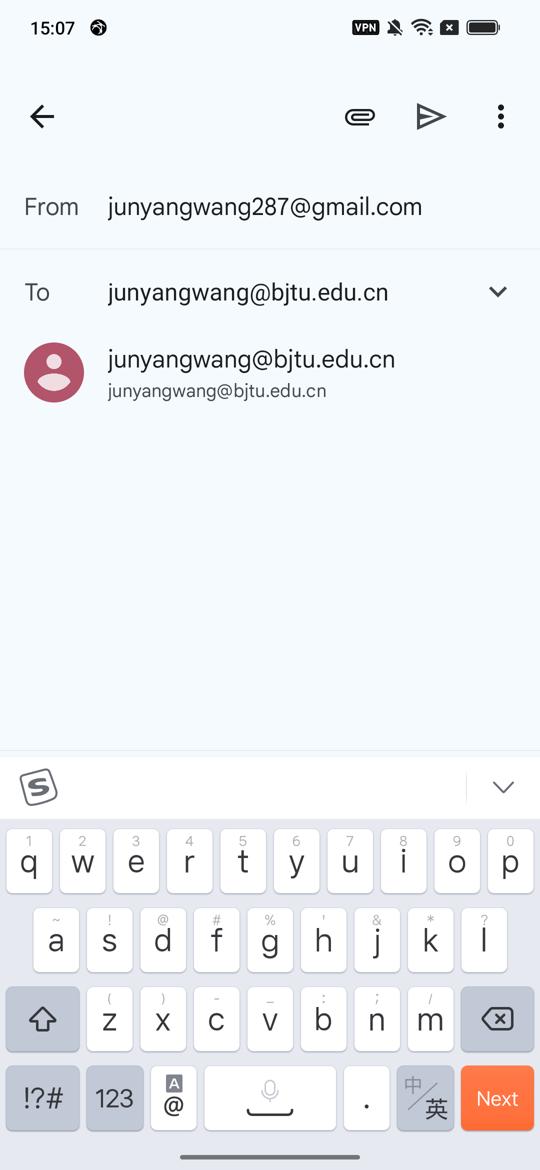 15:07 VPN
From junyangwang287@gmail.com
To junyangwang@bjtu.edu.cn
junyangwang@bjtu.edu.cn
junyangwang@bjtu.edu.cn
S
1 2 3 4 5 6 7 8 9 0
q w e r t y u i o p
~ ! @ # % ' & * ?
a s d f g h j k l
( ) - _ : ; /
z x c v b n m
!?# 123 A @ . 中/英 Next